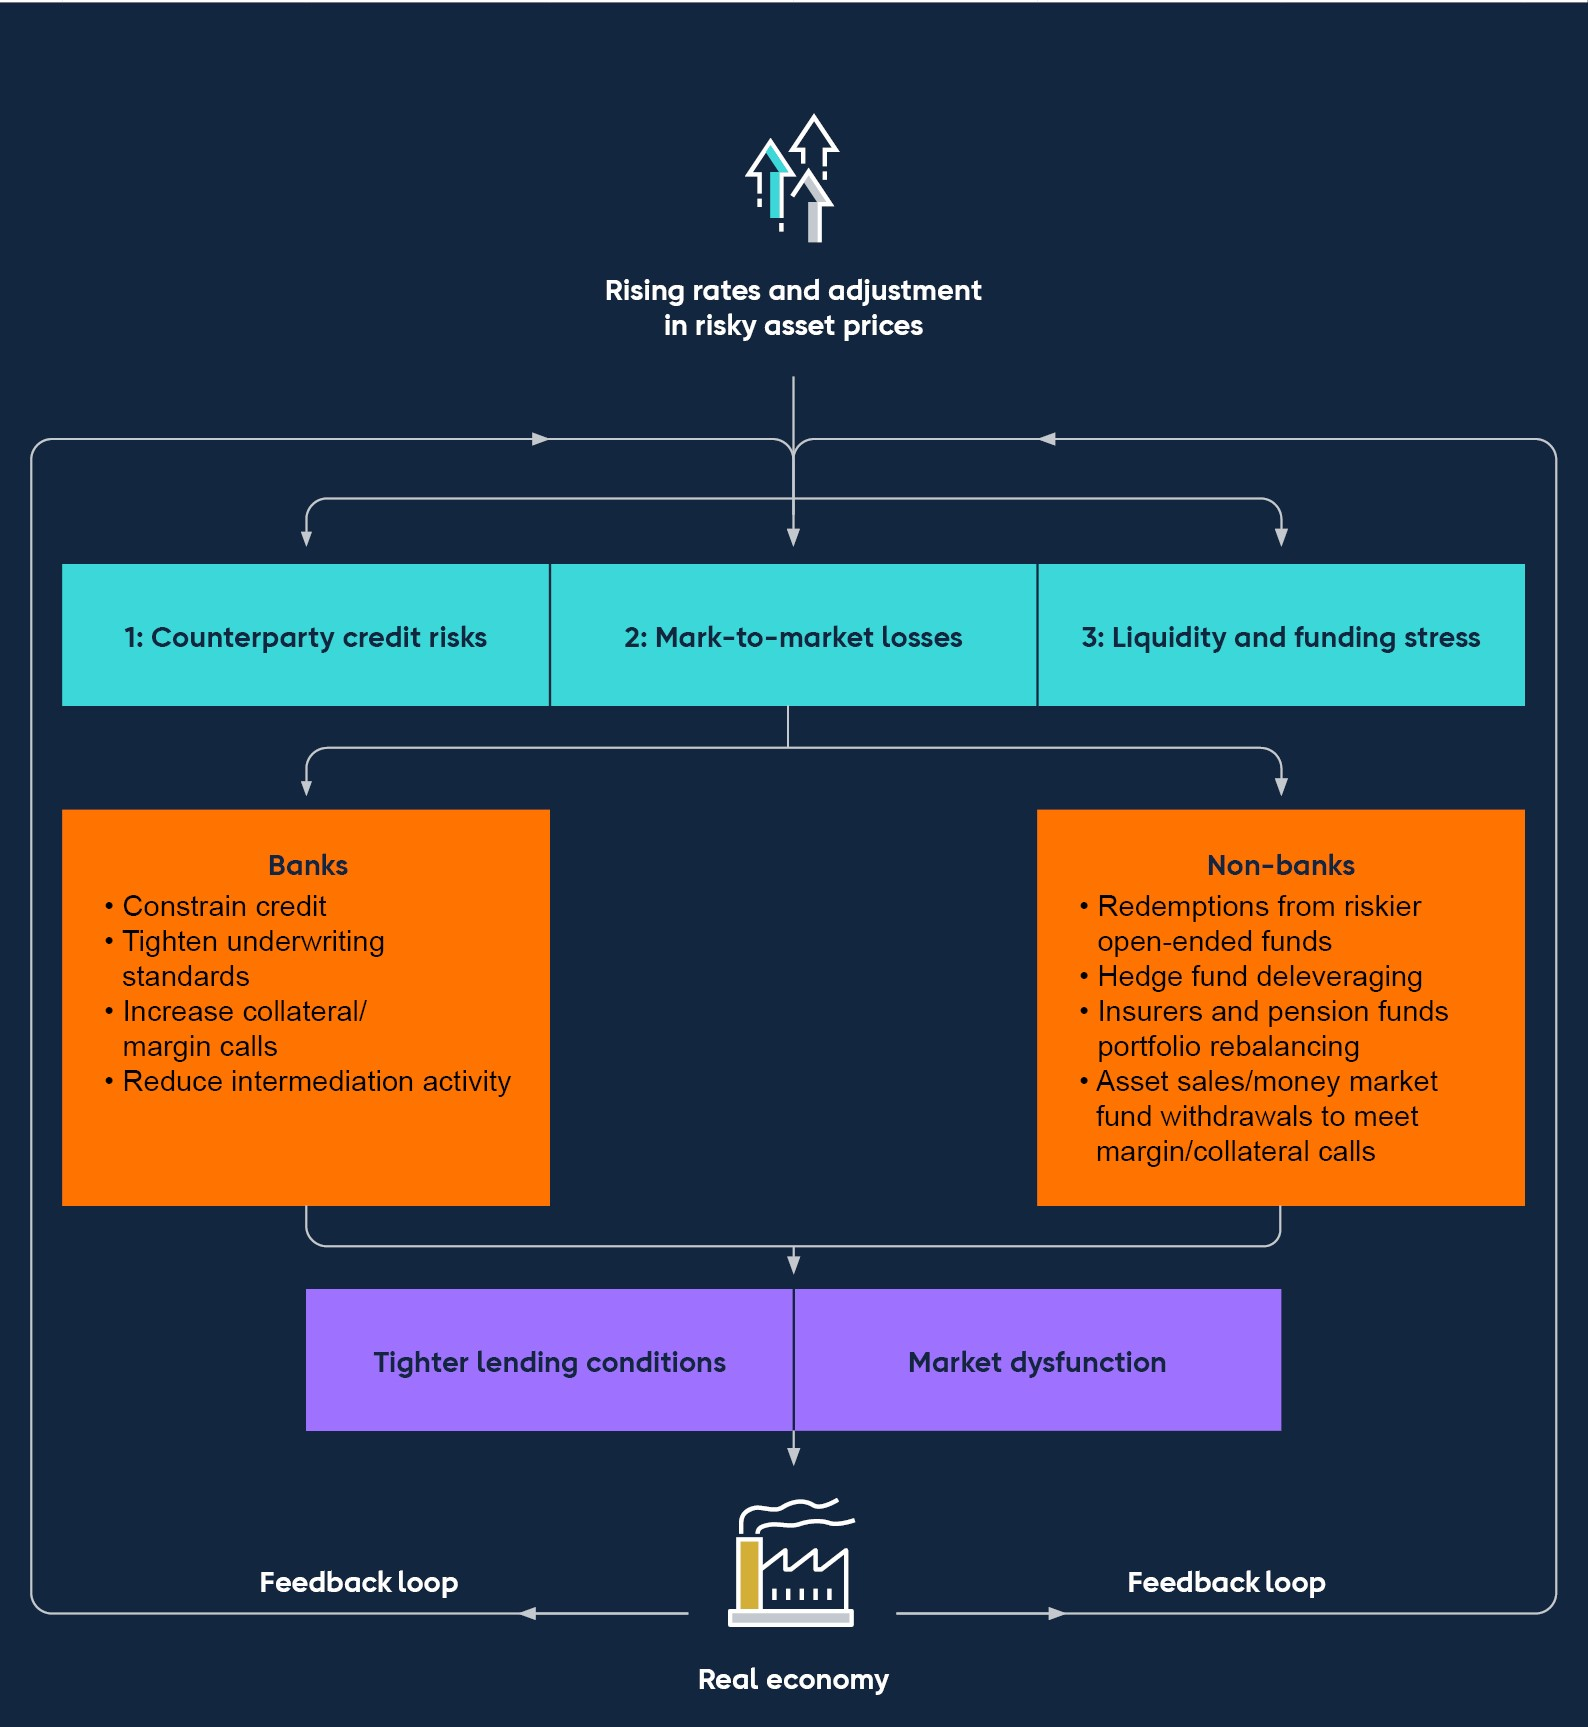 Rising rates and adjustment
in risky asset prices
1: Counterparty credit risks
2: Mark-to-market losses
3: Liquidity and funding stress
Banks
• Constrain credit
• Tighten underwriting
standards
• Increase collateral/
margin calls
• Reduce intermediation activity
Non-banks
• Redemptions from riskier
open-ended funds
• Hedge fund deleveraging
• Insurers and pension funds
portfolio rebalancing
• Asset sales/money market
fund withdrawals to meet
margin/collateral calls
Tighter lending conditions
Market dysfunction
Feedback loop
Feedback loop
Real economy